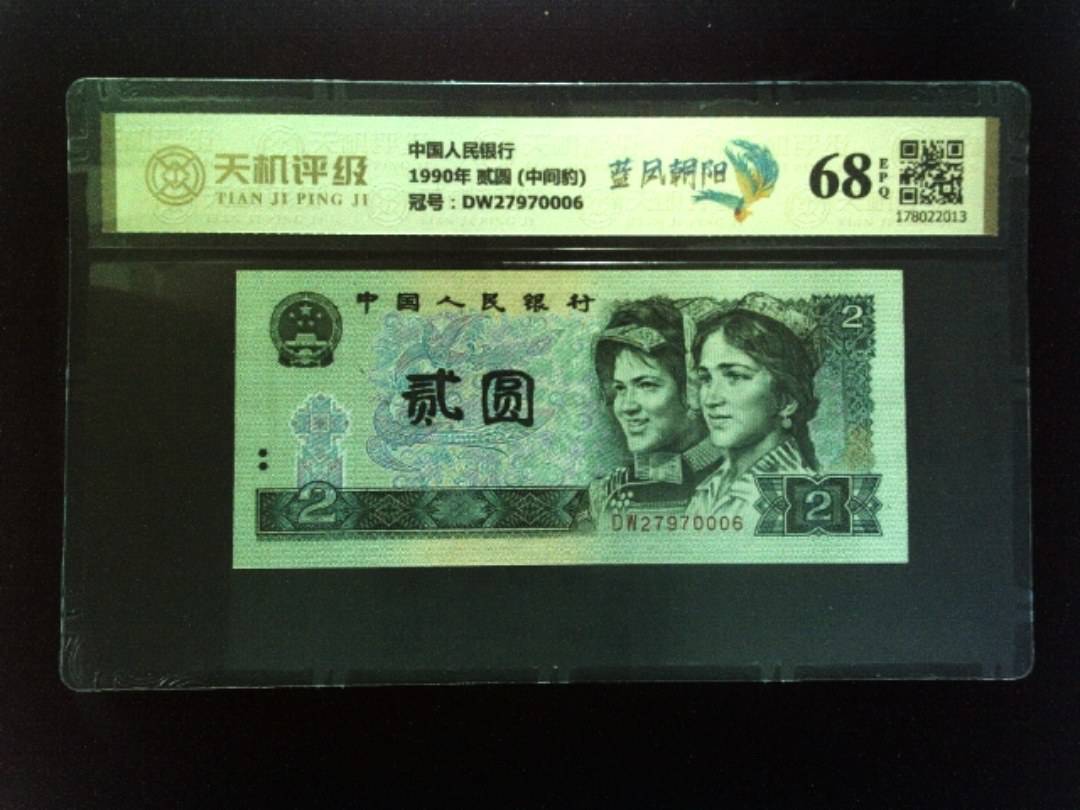 天机评级
TIAN JI PING JI
中国人民银行
1990年 贰圆 (中间豹)
冠号：DW27970006
蓝凤朝阳
68
EPQ
178022013
中国人民银行
2
贰圆
2
DW27970006
2